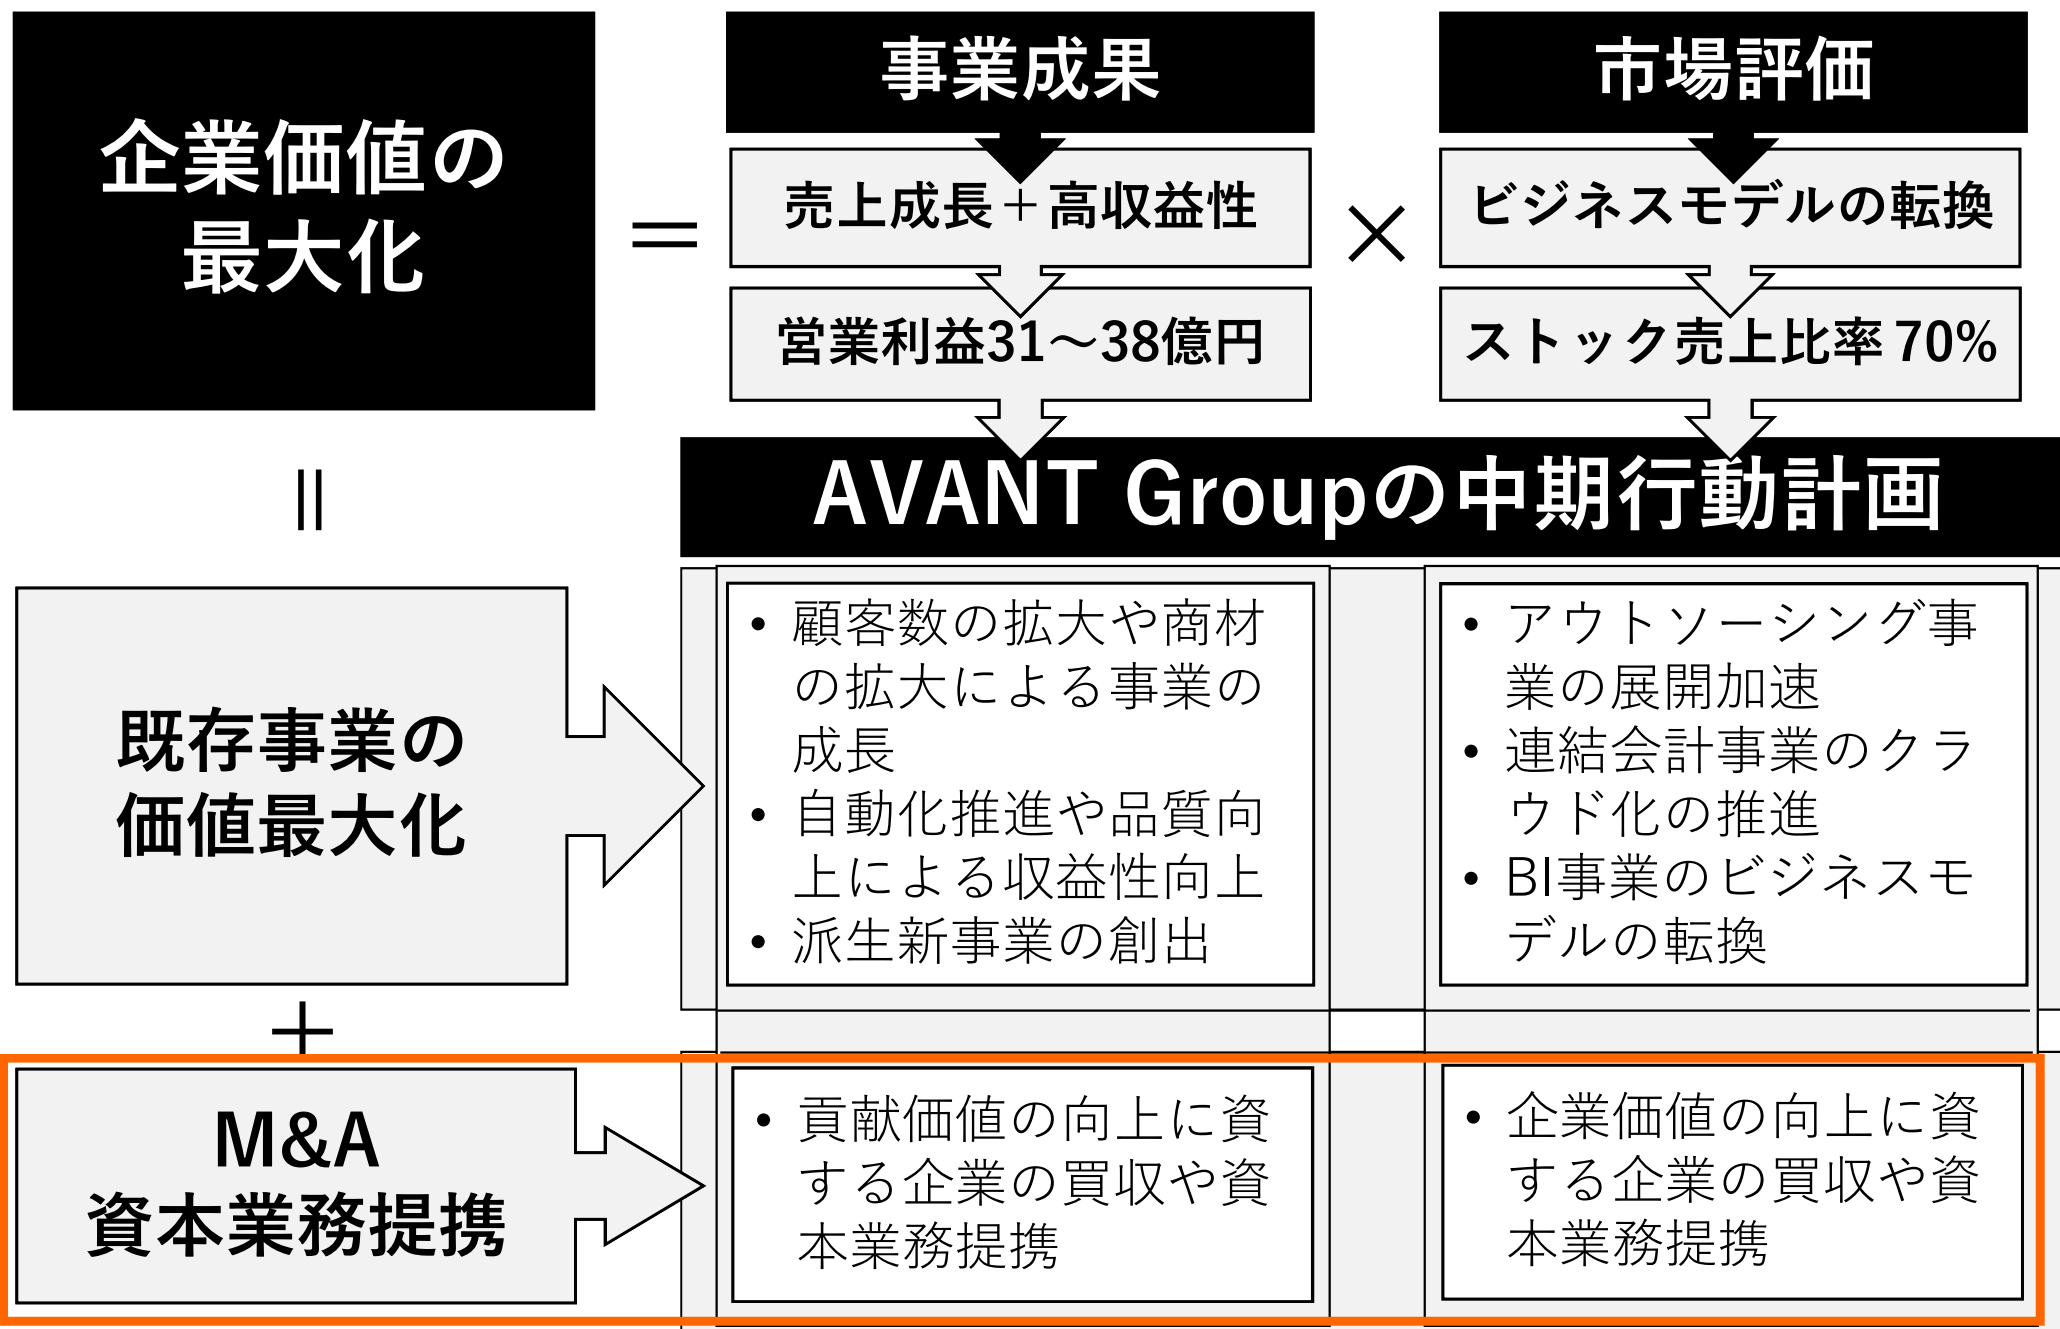 企業価値の
最大化
＝
事業成果
売上成長＋高収益性
営業利益31～38億円
×
市場評価
ビジネスモデルの転換
ストック売上比率70%
＝
AVANT Groupの中期行動計画
既存事業の
価値最大化
• 顧客数の拡大や商材
の拡大による事業の
成長
• 自動化推進や品質向
上による収益性向上
• 派生新事業の創出
• アウトソーシング事
業の展開加速
• 連結会計事業のクラ
ウド化の推進
• BI事業のビジネスモ
デルの転換
＋
M&A
資本業務提携
• 貢献価値の向上に資
する企業の買収や資
本業務提携
• 企業価値の向上に資
する企業の買収や資
本業務提携